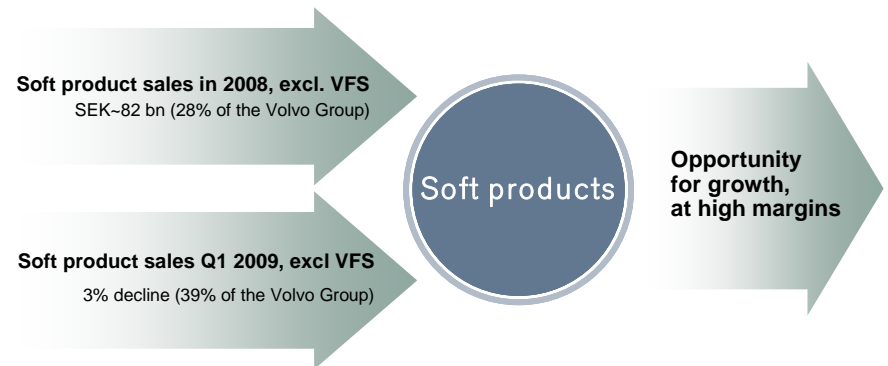 Soft product sales in 2008, excl. VFS
SEK~82 bn (28% of the Volvo Group)
Soft product sales Q1 2009, excl VFS
3% decline (39% of the Volvo Group)
Soft products
Opportunity
for growth,
at high margins